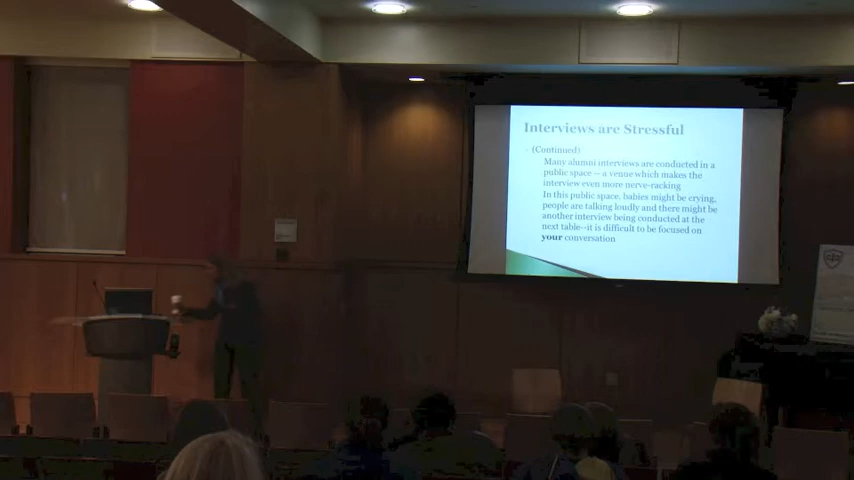 Interviews are Stressful
- (Continued)
Many alumni interviews are conducted in a
public space – a venue which makes the
interview even more nerve-racking
In this public space, babies might be crying,
people are talking loudly and there might be
another interview being conducted at the
next table--it is difficult to be focused on
your conversation